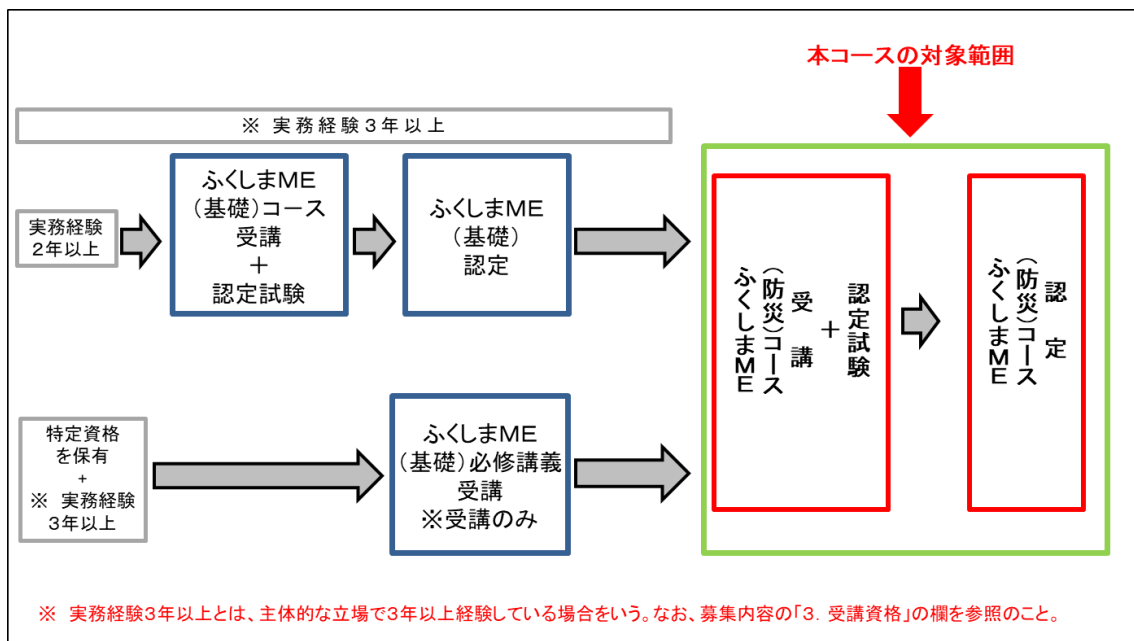 本コースの対象範囲
※ 実務経験3年以上
実務経験
2年以上
ふくしまME
(基礎)コース
受講
+
認定試験
ふくしまME
(基礎)
認定
特定資格
を保有
+
※ 実務経験
3年以上
ふくしまME
(基礎)必修講義
受講
※受講のみ
ふくしまME
(防災)コース
受講
+
認定試験
ふくしまME
(防災)コース
認定
※ 実務経験3年以上とは、主体的な立場で3年以上経験している場合をいう。なお、募集内容の「3. 受講資格」の欄を参照のこと。